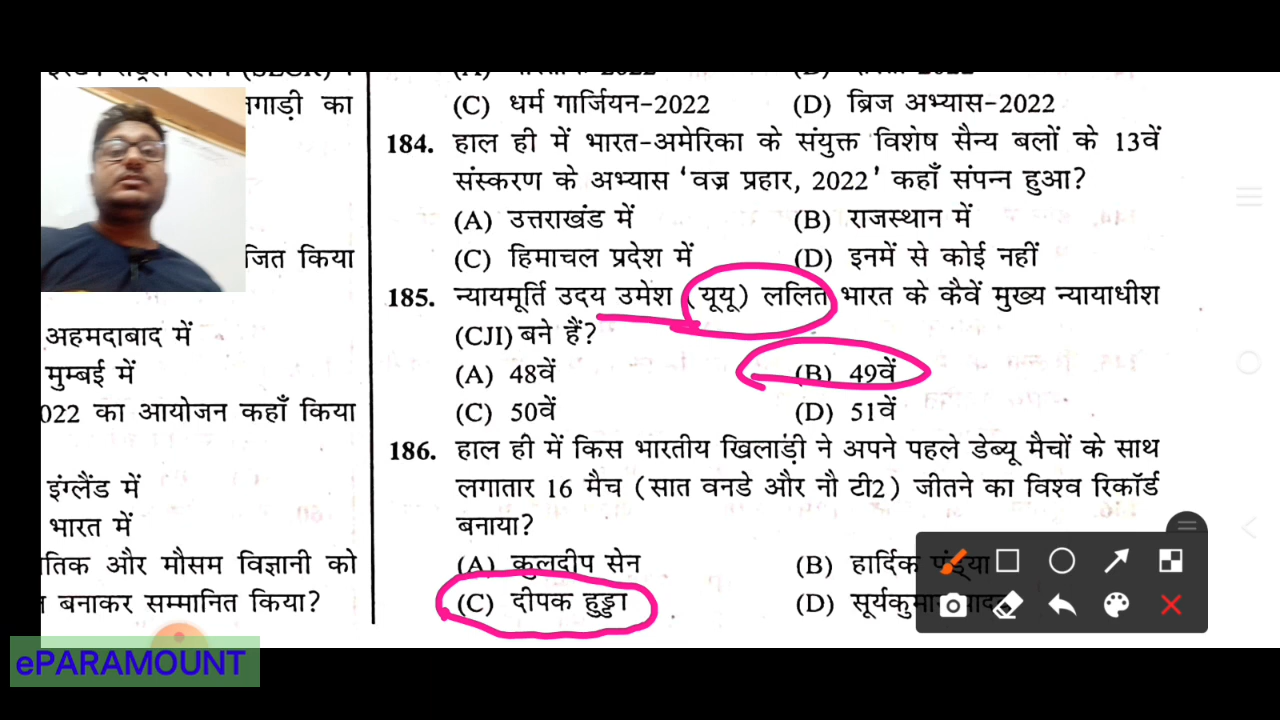 तगाड़ी का
जित किया
अहमदाबाद में
मुम्बई में
022 का आयोजन कहाँ किया
इंग्लैंड में
भारत में
तिक और मौसम विज्ञानी को
बनाकर सम्मानित किया?
(C) धर्म गार्जियन-2022 (D) ब्रिज अभ्यास-2022
184. हाल ही में भारत-अमेरिका के संयुक्त विशेष सैन्य बलों के 13वें
संस्करण के अभ्यास ‘वज्र प्रहार, 2022’ कहाँ संपन्न हुआ?
(A) उत्तराखंड में (B) राजस्थान में
(C) हिमाचल प्रदेश में (D) इनमें से कोई नहीं
185. न्यायमूर्ति उदय उमेश (यूयू) ललित भारत के कैवें मुख्य न्यायाधीश
(CJI) बने हैं?
(A) 48वें (B) 49वें
(C) 50वें (D) 51वें
186. हाल ही में किस भारतीय खिलाड़ी ने अपने पहले डेब्यू मैचों के साथ
लगातार 16 मैच (सात वनडे और नौ टी2) जीतने का विश्व रिकॉर्ड
बनाया?
(A) कुलदीप सेन (B) हार्दिक पंड्या
(C) दीपक हुड्डा (D) सूर्यकुमार यादव
ePARAMOUNT